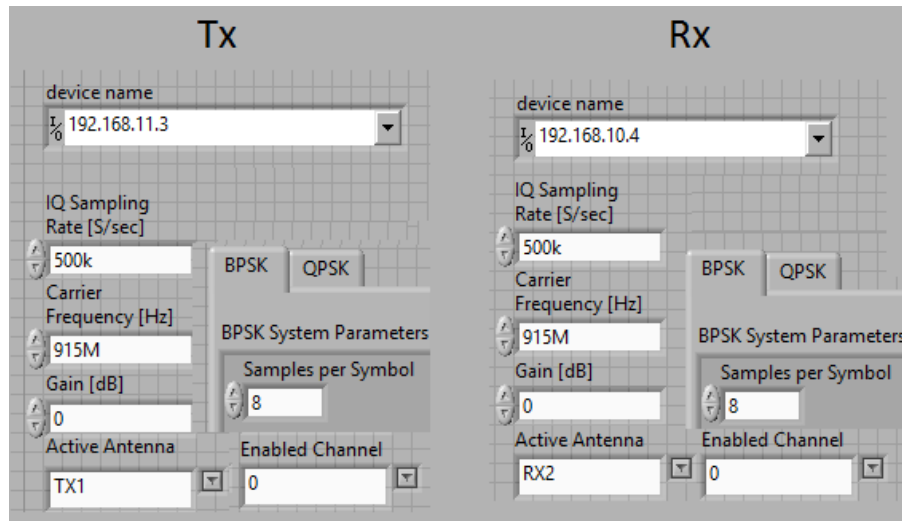 Tx
device name
192.168.11.3
IQ Sampling
Rate [S/sec]
500k
Carrier
Frequency [Hz]
915M
Gain [dB]
0
Active Antenna
TX1
BPSK
QPSK
BPSK System Parameters
Samples per Symbol
8
Enabled Channel
0
Rx
device name
192.168.10.4
IQ Sampling
Rate [S/sec]
500k
Carrier
Frequency [Hz]
915M
Gain [dB]
0
Active Antenna
RX2
BPSK
QPSK
BPSK System Parameters
Samples per Symbol
8
Enabled Channel
0